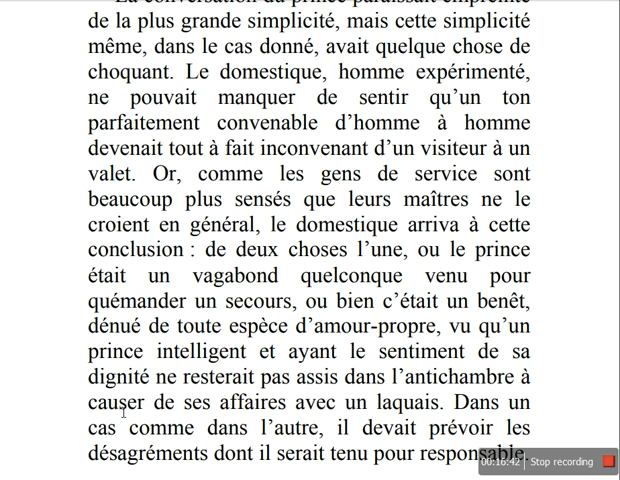 La conversation du prince paraissait empreinte
de la plus grande simplicité, mais cette simplicité
même, dans le cas donné, avait quelque chose de
choquant. Le domestique, homme expérimenté,
ne pouvait manquer de sentir qu’un ton
parfaitement convenable d’homme à homme
devenait tout à fait inconvenant d’un visiteur à un
valet. Or, comme les gens de service sont
beaucoup plus sensés que leurs maîtres ne le
croient en général, le domestique arriva à cette
conclusion : de deux choses l’une, ou le prince
était un vagabond quelconque venu pour
quémander un secours, ou bien c’était un benêt,
dénué de toute espèce d’amour-propre, vu qu’un
prince intelligent et ayant le sentiment de sa
dignité ne resterait pas assis dans l’antichambre à
causer de ses affaires avec un laquais. Dans un
cas comme dans l’autre, il devait prévoir les
désagréments dont il serait tenu pour responsable.
00:16:42 | Stop recording